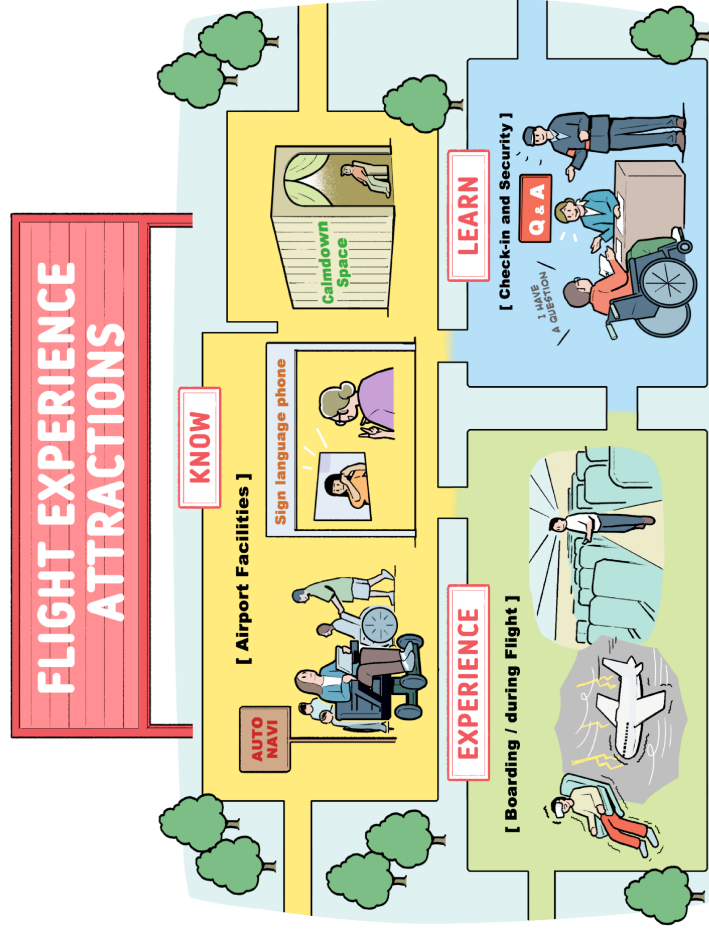 FLIGHT EXPERIENCE
ATTRACTIONS
KNOW
[ Airport Facilities ]
AUTO
NAVI
Sign language phone
Calmdown
Space
EXPERIENCE
[ Boarding / during Flight ]
LEARN
[ Check-in and Security ]
I HAVE
A QUESTION
Q & A